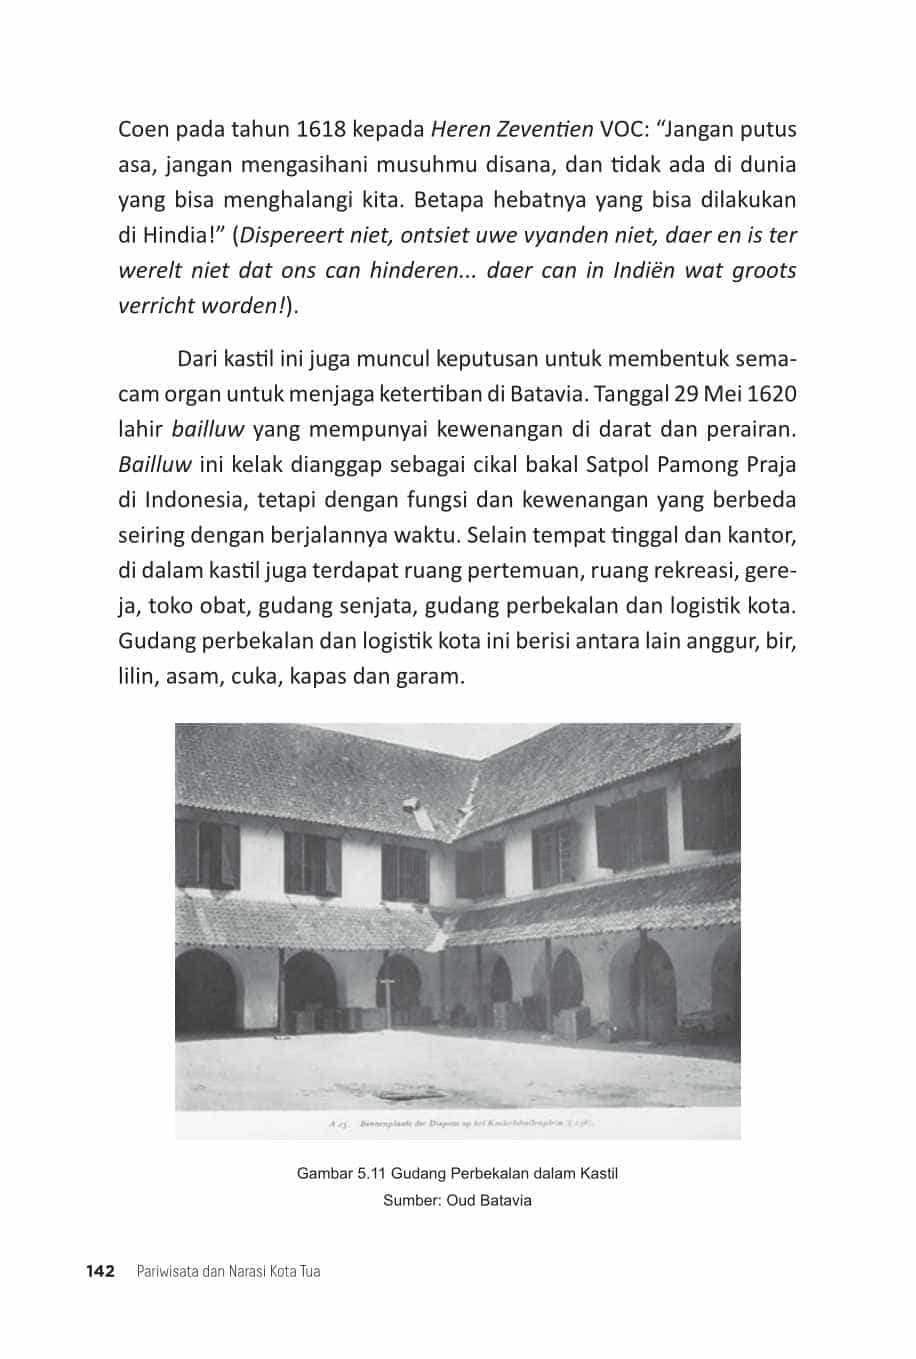 Coen pada tahun 1618 kepada Heren Zeventien VOC: “Jangan putus
asa, jangan mengasihani musuhmu disana, dan tidak ada di dunia
yang bisa menghalangi kita. Betapa hebatnya yang bisa dilakukan
di Hindia!” (Dispereert niet, ontsiet uwe vyanden niet, daer en is ter
werelt niet dat ons can hinderen... daer can in Indiën wat groots
verricht worden!).
Dari kastil ini juga muncul keputusan untuk membentuk sema-
cam organ untuk menjaga ketertiban di Batavia. Tanggal 29 Mei 1620
lahir bailluw yang mempunyai kewenangan di darat dan perairan.
Bailluw ini kelak dianggap sebagai cikal bakal Satpol Pamong Praja
di Indonesia, tetapi dengan fungsi dan kewenangan yang berbeda
seiring dengan berjalannya waktu. Selain tempat tinggal dan kantor,
di dalam kastil juga terdapat ruang pertemuan, ruang rekreasi, gere-
ja, toko obat, gudang senjata, gudang perbekalan dan logistik kota.
Gudang perbekalan dan logistik kota ini berisi antara lain anggur, bir,
lilin, asam, cuka, kapas dan garam.
Binnenplaats der Dispens op het
Gambar 5.11 Gudang Perbekalan dalam Kastil
Sumber: Oud Batavia
142 Pariwisata dan Narasi Kota Tua